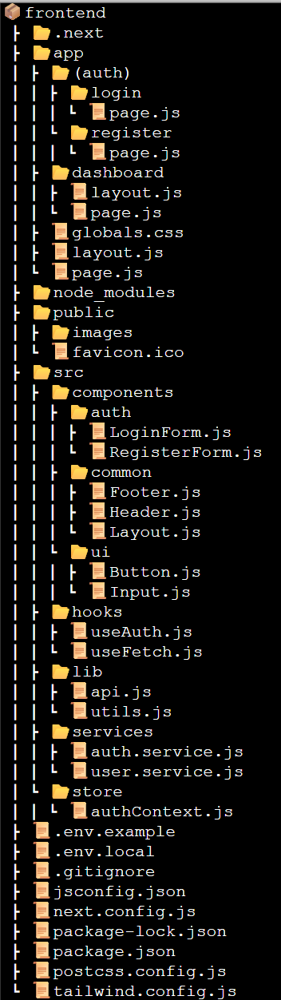 frontend
.next
app
(auth)
login
page.js
register
page.js
dashboard
layout.js
page.js
globals.css
layout.js
page.js
node_modules
public
images
favicon.ico
src
components
auth
LoginForm.js
RegisterForm.js
common
Footer.js
Header.js
Layout.js
ui
Button.js
Input.js
hooks
useAuth.js
useFetch.js
lib
api.js
utils.js
services
auth.service.js
user.service.js
store
authContext.js
.env.example
.env.local
.gitignore
jsconfig.json
next.config.js
package-lock.json
package.json
postcss.config.js
tailwind.config.js